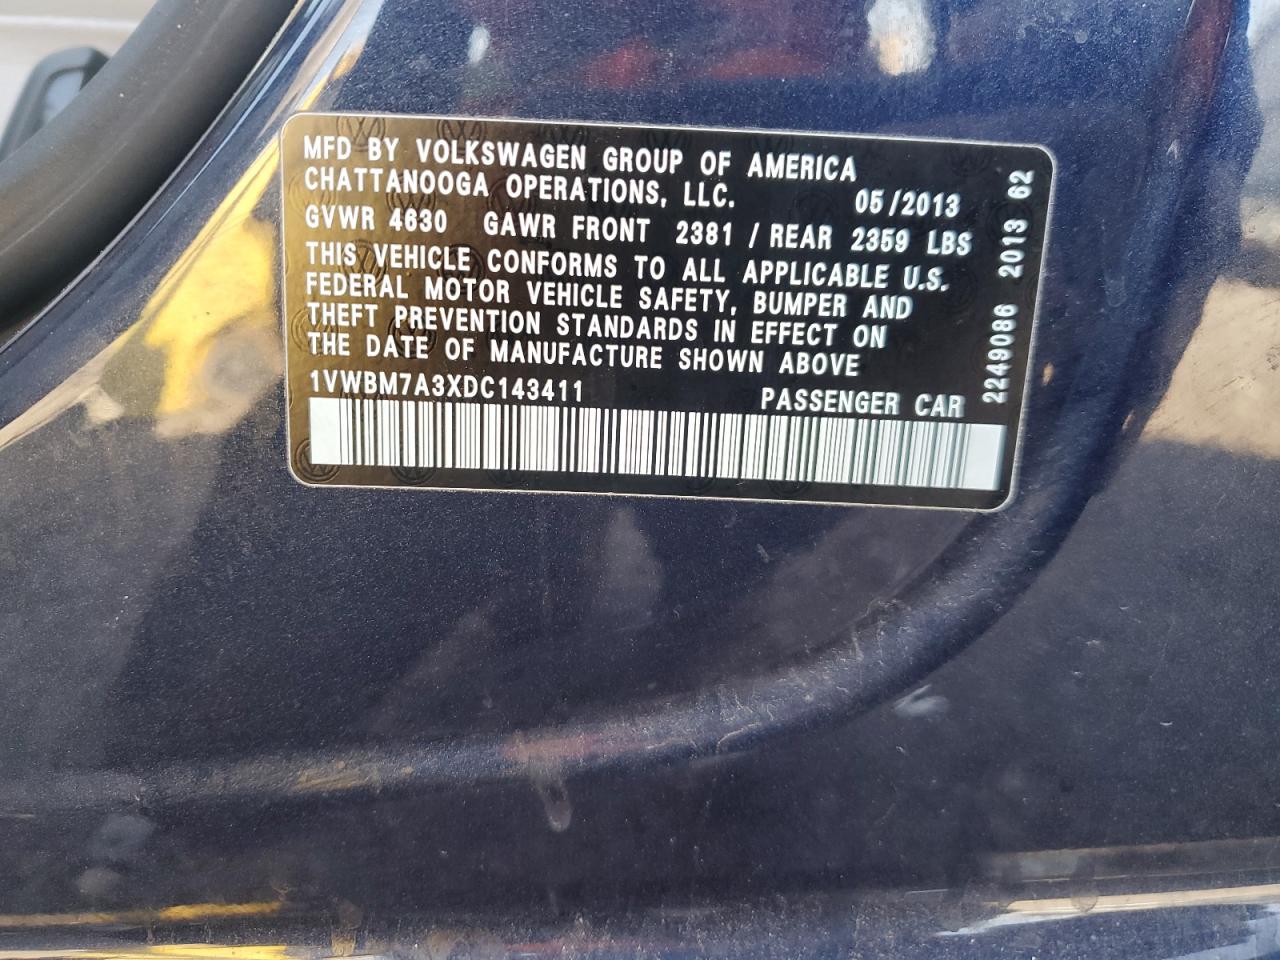 MFD BY VOLKSWAGEN GROUP OF AMERICA
CHATTANOOGA OPERATIONS, LLC. 05/2013
GVWR 4630 GAWR FRONT 2381 / REAR 2359 LBS
THIS VEHICLE CONFORMS TO ALL APPLICABLE U.S.
FEDERAL MOTOR VEHICLE SAFETY, BUMPER AND
THEFT PREVENTION STANDARDS IN EFFECT ON
THE DATE OF MANUFACTURE SHOWN ABOVE
1VWBM7A3XDC143411 PASSENGER CAR
2249086 2013 62